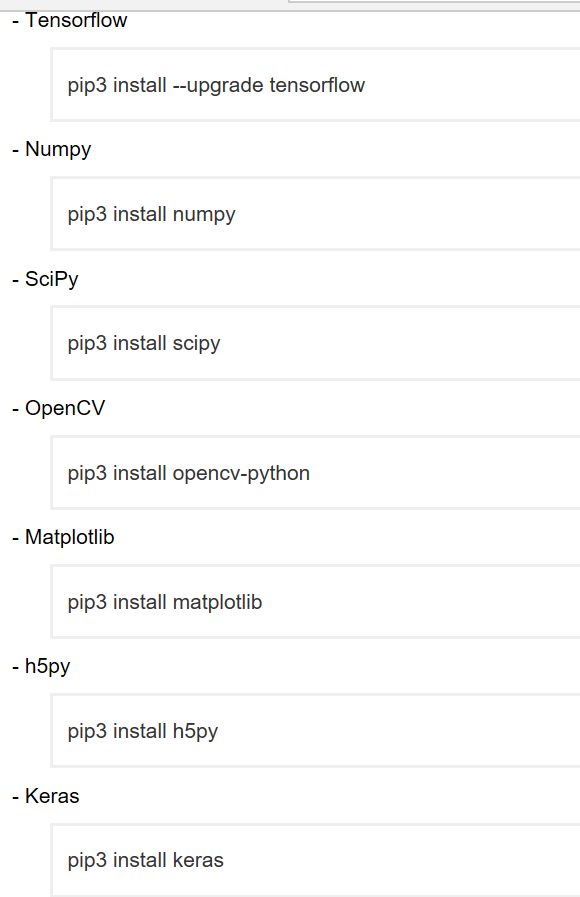 - Tensorflow
pip3 install --upgrade tensorflow
- Numpy
pip3 install numpy
- SciPy
pip3 install scipy
- OpenCV
pip3 install opencv-python
- Matplotlib
pip3 install matplotlib
- h5py
pip3 install h5py
- Keras
pip3 install keras